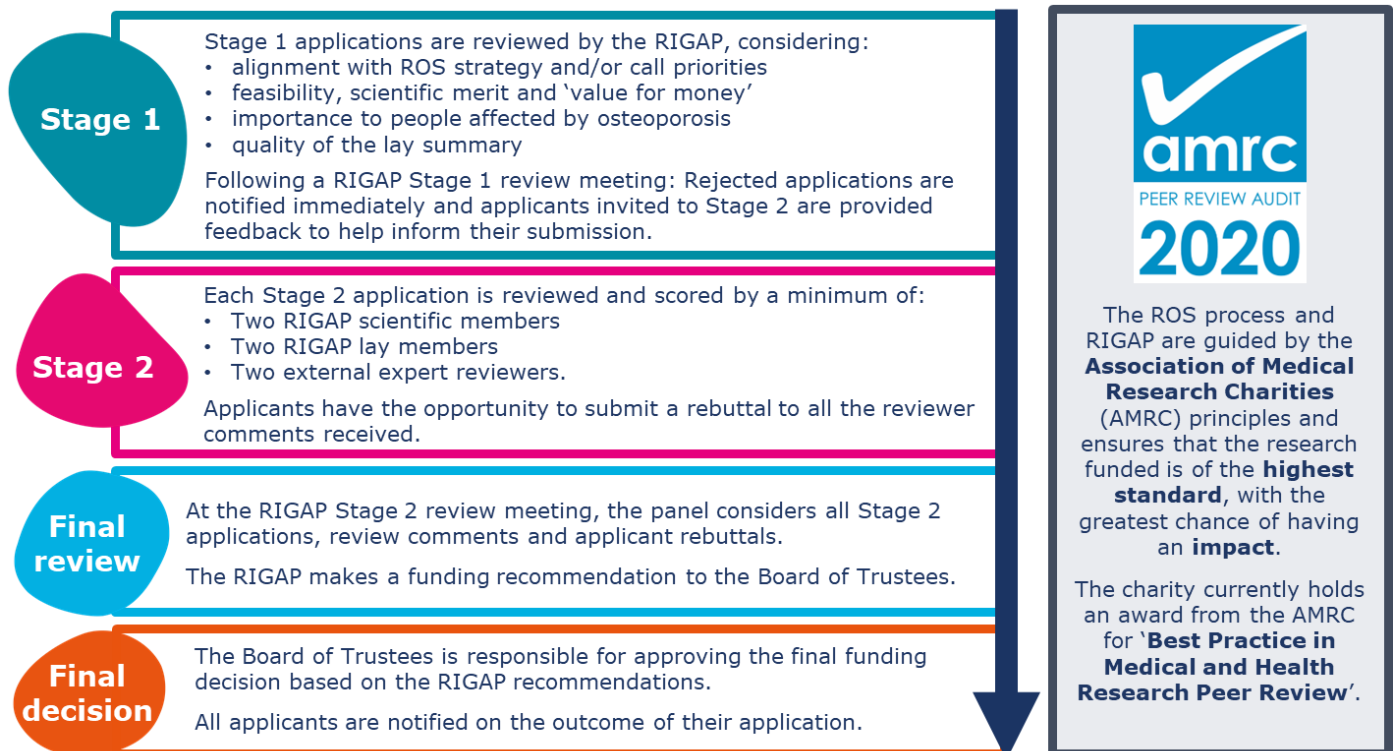 Stage 1
Stage 1 applications are reviewed by the RIGAP, considering:
• alignment with ROS strategy and/or call priorities
• feasibility, scientific merit and ‘value for money’
• importance to people affected by osteoporosis
• quality of the lay summary
Following a RIGAP Stage 1 review meeting: Rejected applications are
notified immediately and applicants invited to Stage 2 are provided
feedback to help inform their submission.
Stage 2
Each Stage 2 application is reviewed and scored by a minimum of:
• Two RIGAP scientific members
• Two RIGAP lay members
• Two external expert reviewers.
Applicants have the opportunity to submit a rebuttal to all the reviewer
comments received.
Final
review
At the RIGAP Stage 2 review meeting, the panel considers all Stage 2
applications, review comments and applicant rebuttals.
The RIGAP makes a funding recommendation to the Board of Trustees.
Final
decision
The Board of Trustees is responsible for approving the final funding
decision based on the RIGAP recommendations.
All applicants are notified on the outcome of their application.
amrc
PEER REVIEW AUDIT
2020
The ROS process and
RIGAP are guided by the
Association of Medical
Research Charities
(AMRC) principles and
ensures that the research
funded is of the highest
standard, with the
greatest chance of having
an impact.
The charity currently holds
an award from the AMRC
for ‘Best Practice in
Medical and Health
Research Peer Review’.